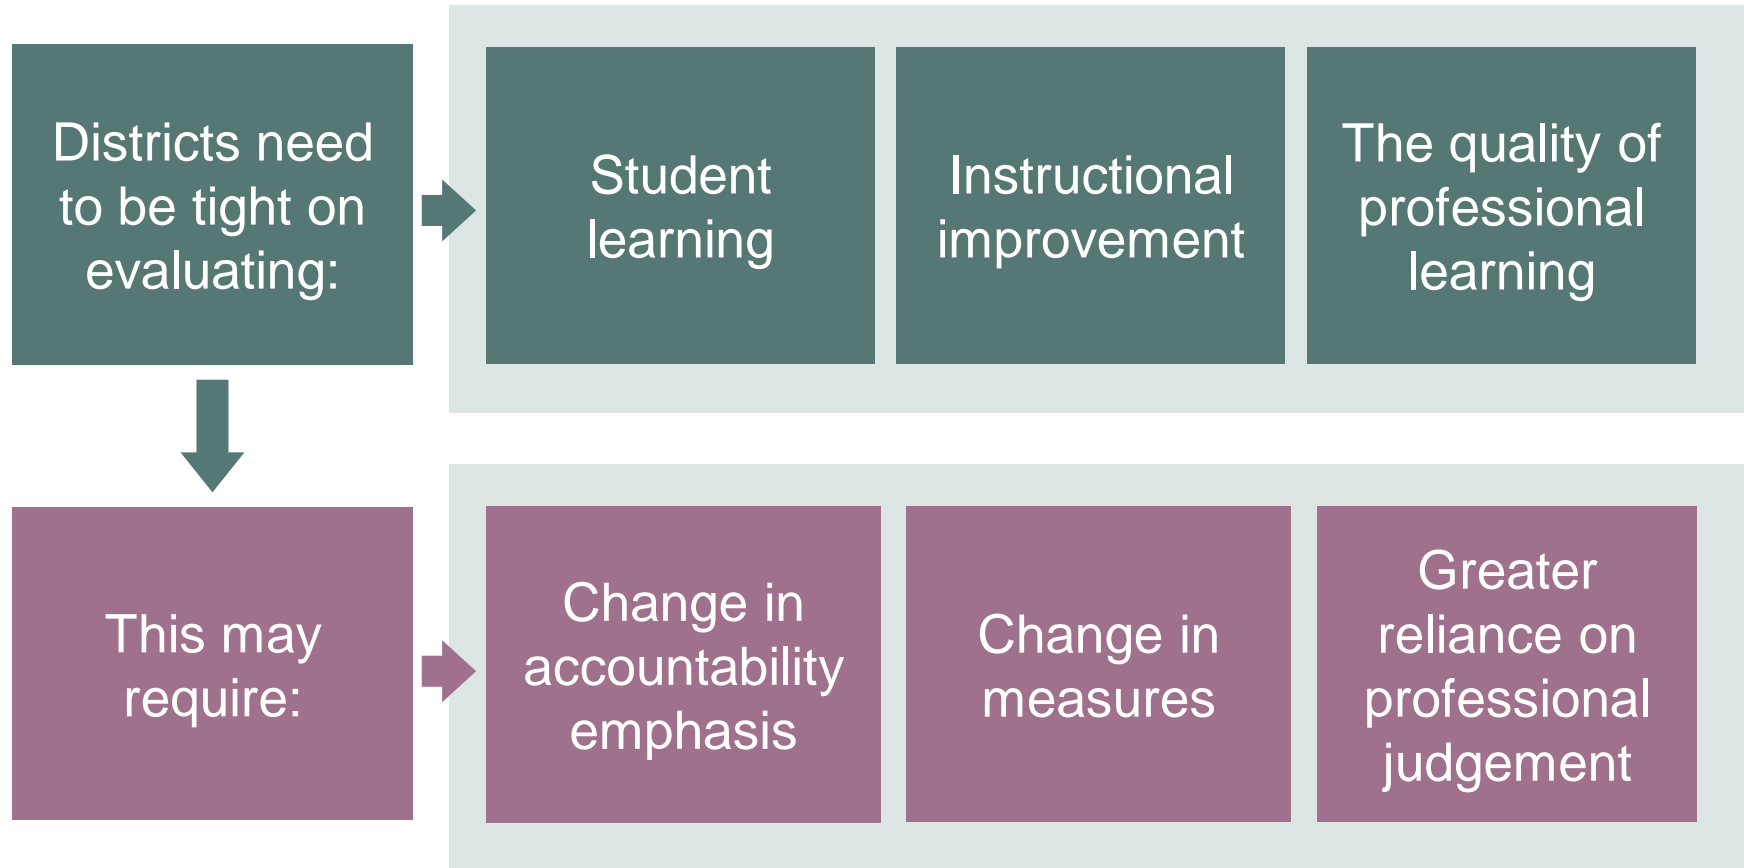 Districts need
to be tight on
evaluating:
Student
learning
Instructional
improvement
The quality of
professional
learning
This may
require:
Change in
accountability
emphasis
Change in
measures
Greater
reliance on
professional
judgement